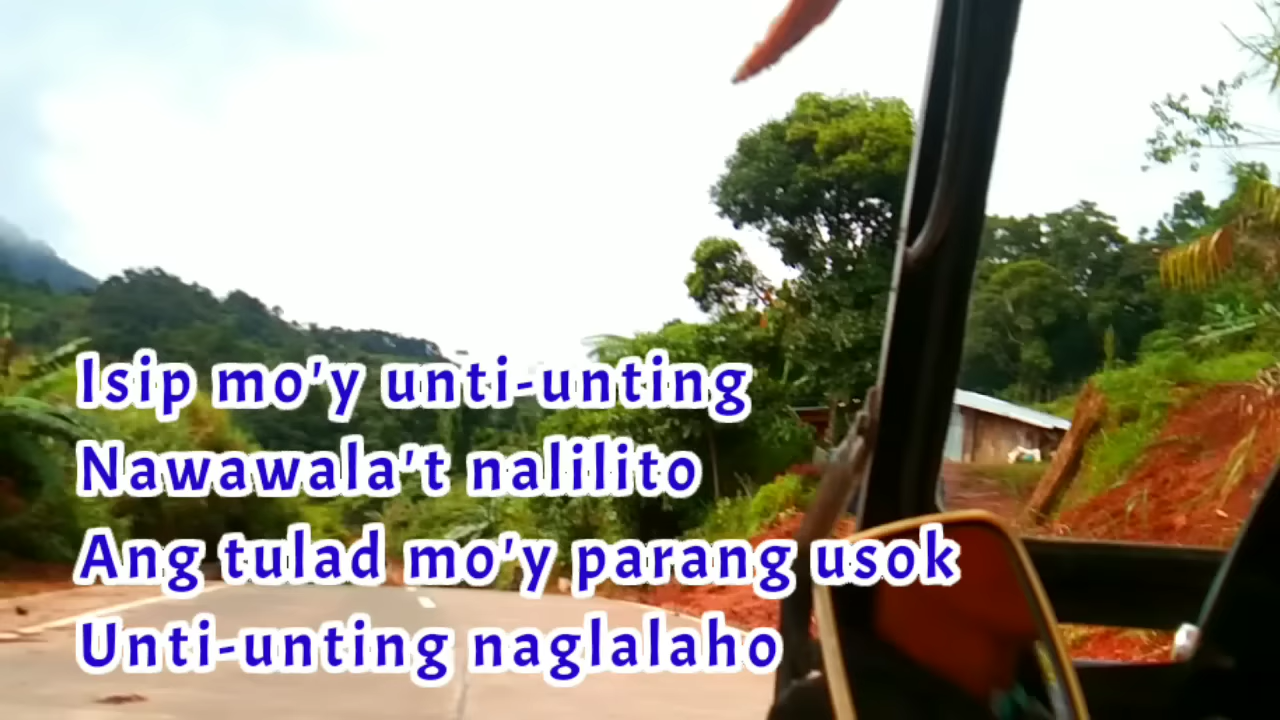 Isip mo'y unti-unting
Nawawala't nalilito
Ang tulad mo'y parang usok
Unti-unting naglalaho